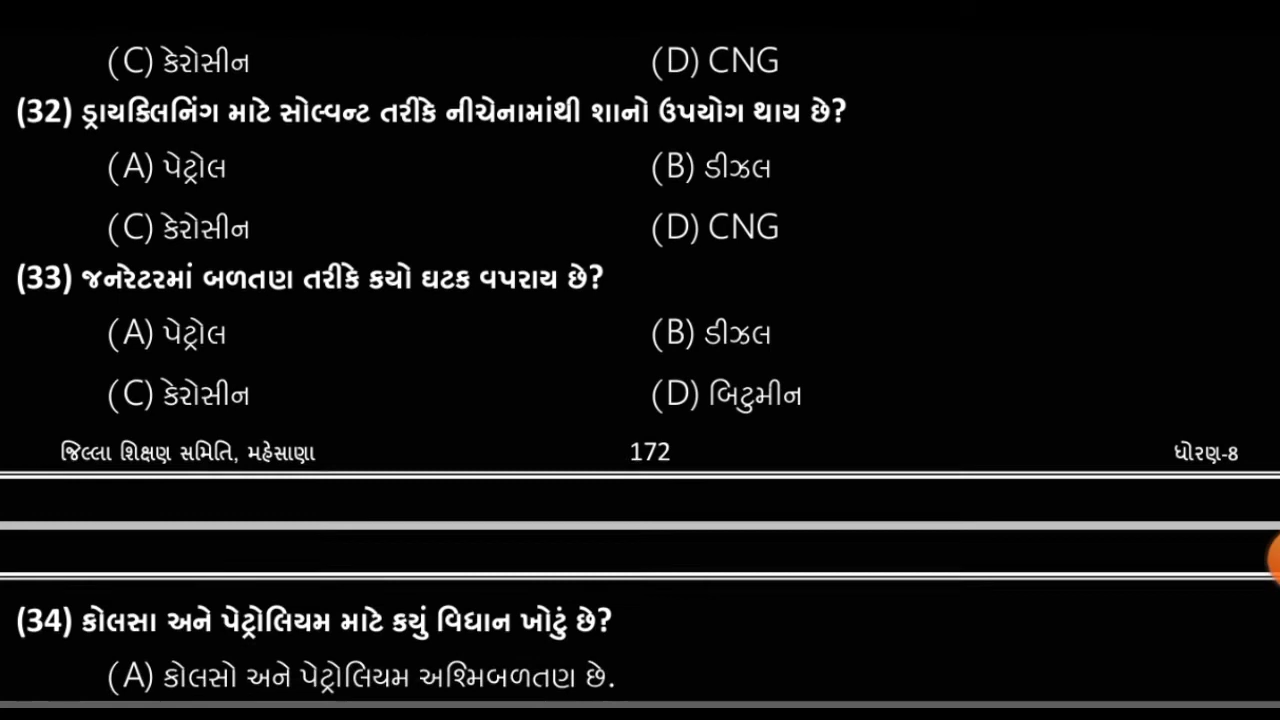 (C) કેરોસીન (D) CNG
(32) ડ્રાયક્લિનિંગ માટે સોલ્વન્ટ તરીકે નીચેનામાંથી શાનો ઉપયોગ થાય છે?
(A) પેટ્રોલ (B) ડીઝલ
(C) કેરોસીન (D) CNG
(33) જનરેટરમાં બળતણ તરીકે કયો ઘટક વપરાય છે?
(A) પેટ્રોલ (B) ડીઝલ
(C) કેરોસીન (D) બિટુમીન
જિલ્લા શિક્ષણ સમિતિ, મહેસાણા 172 ધોરણ-8
(34) કોલસા અને પેટ્રોલિયમ માટે કયું વિધાન ખોટું છે?
(A) કોલસો અને પેટ્રોલિયમ અશ્મિબળતણ છે.